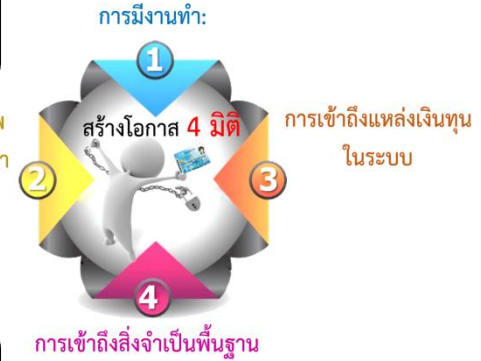 การมีงานทำ:
1
สร้างโอกาส 4 มิติ
การเข้าถึงแหล่งเงินทุน
ในระบบ
2
3
4
การเข้าถึงสิ่งจำเป็นพื้นฐาน